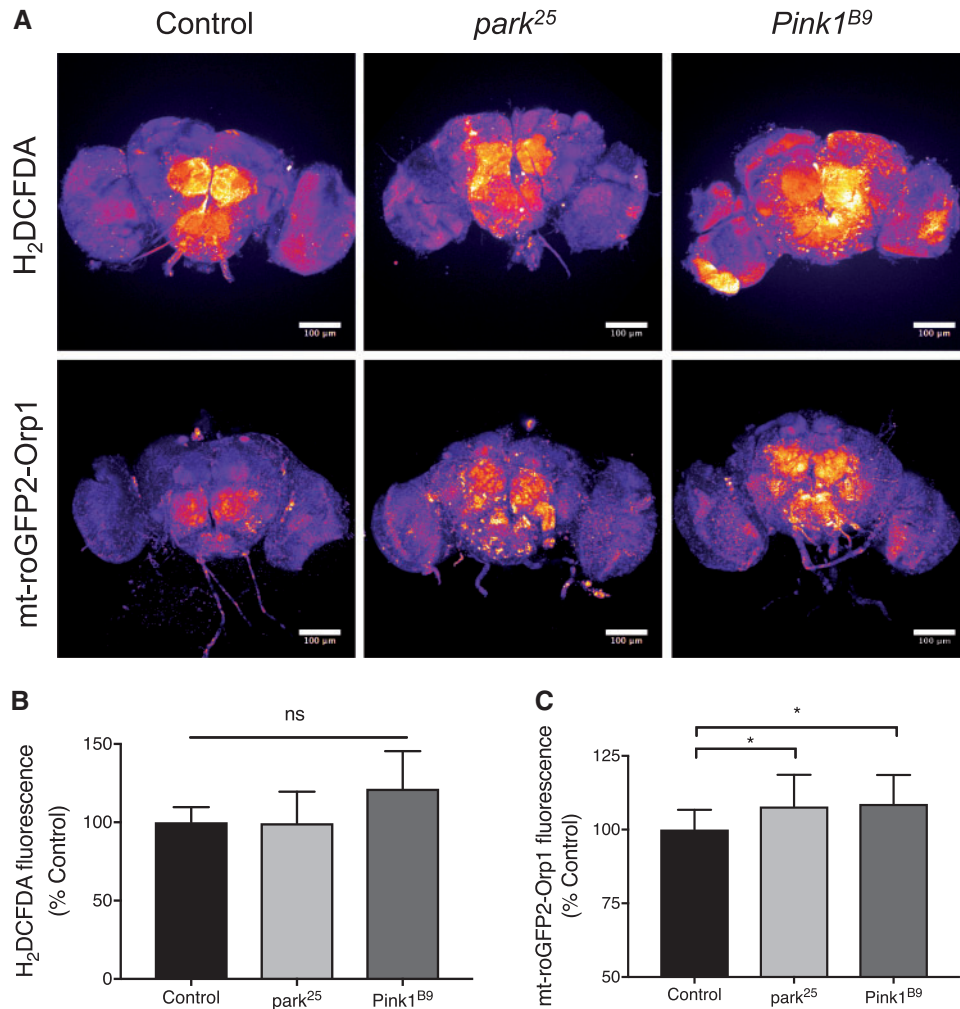 A
Control
park²⁵
Pink1ᴮ⁹
H₂DCFDA
100 µm
100 µm
100 µm
mt-roGFP2-Orp1
100 µm
100 µm
100 µm
B
H₂DCFDA fluorescence
(% Control)
ns
150
100
50
0
Control
park²⁵
Pink1ᴮ⁹
C
mt-roGFP2-Orp1 fluorescence
(% Control)
*
*
125
100
75
50
Control
park²⁵
Pink1ᴮ⁹